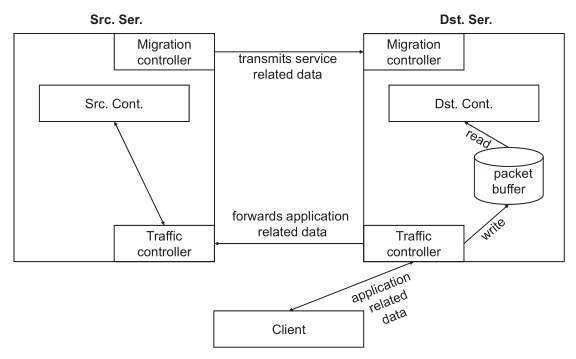 Src. Ser.
Dst. Ser.
Migration
controller
transmits service
related data
Migration
controller
Src. Cont.
Dst. Cont.
read
packet
buffer
write
forwards application
related data
Traffic
controller
Traffic
controller
application
related
data
Client